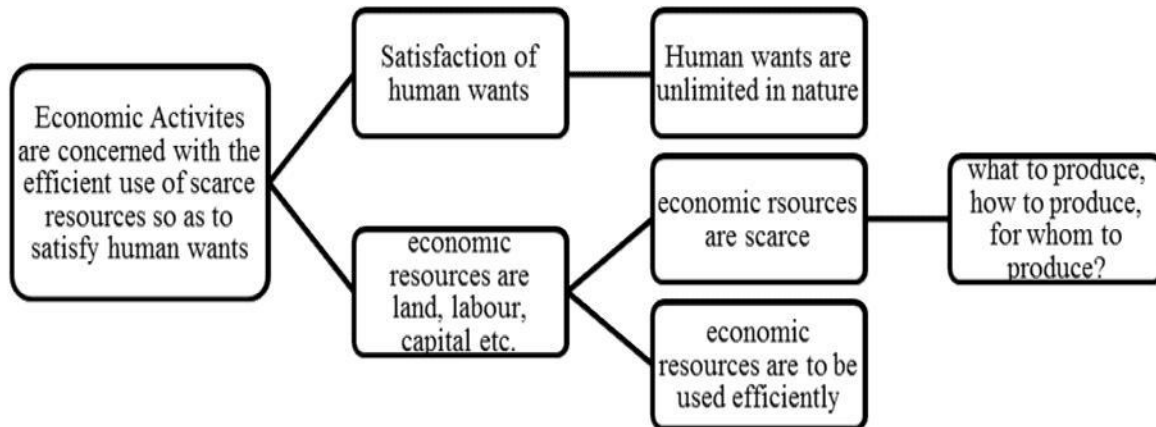 Economic Activites
are concerned with the
efficient use of scarce
resources so as to
satisfy human wants
Satisfaction of
human wants
Human wants are
unlimited in nature
economic
resources are
land, labour,
capital etc.
economic rsources
are scarce
what to produce,
how to produce,
for whom to
produce?
economic
resources are to be
used efficiently